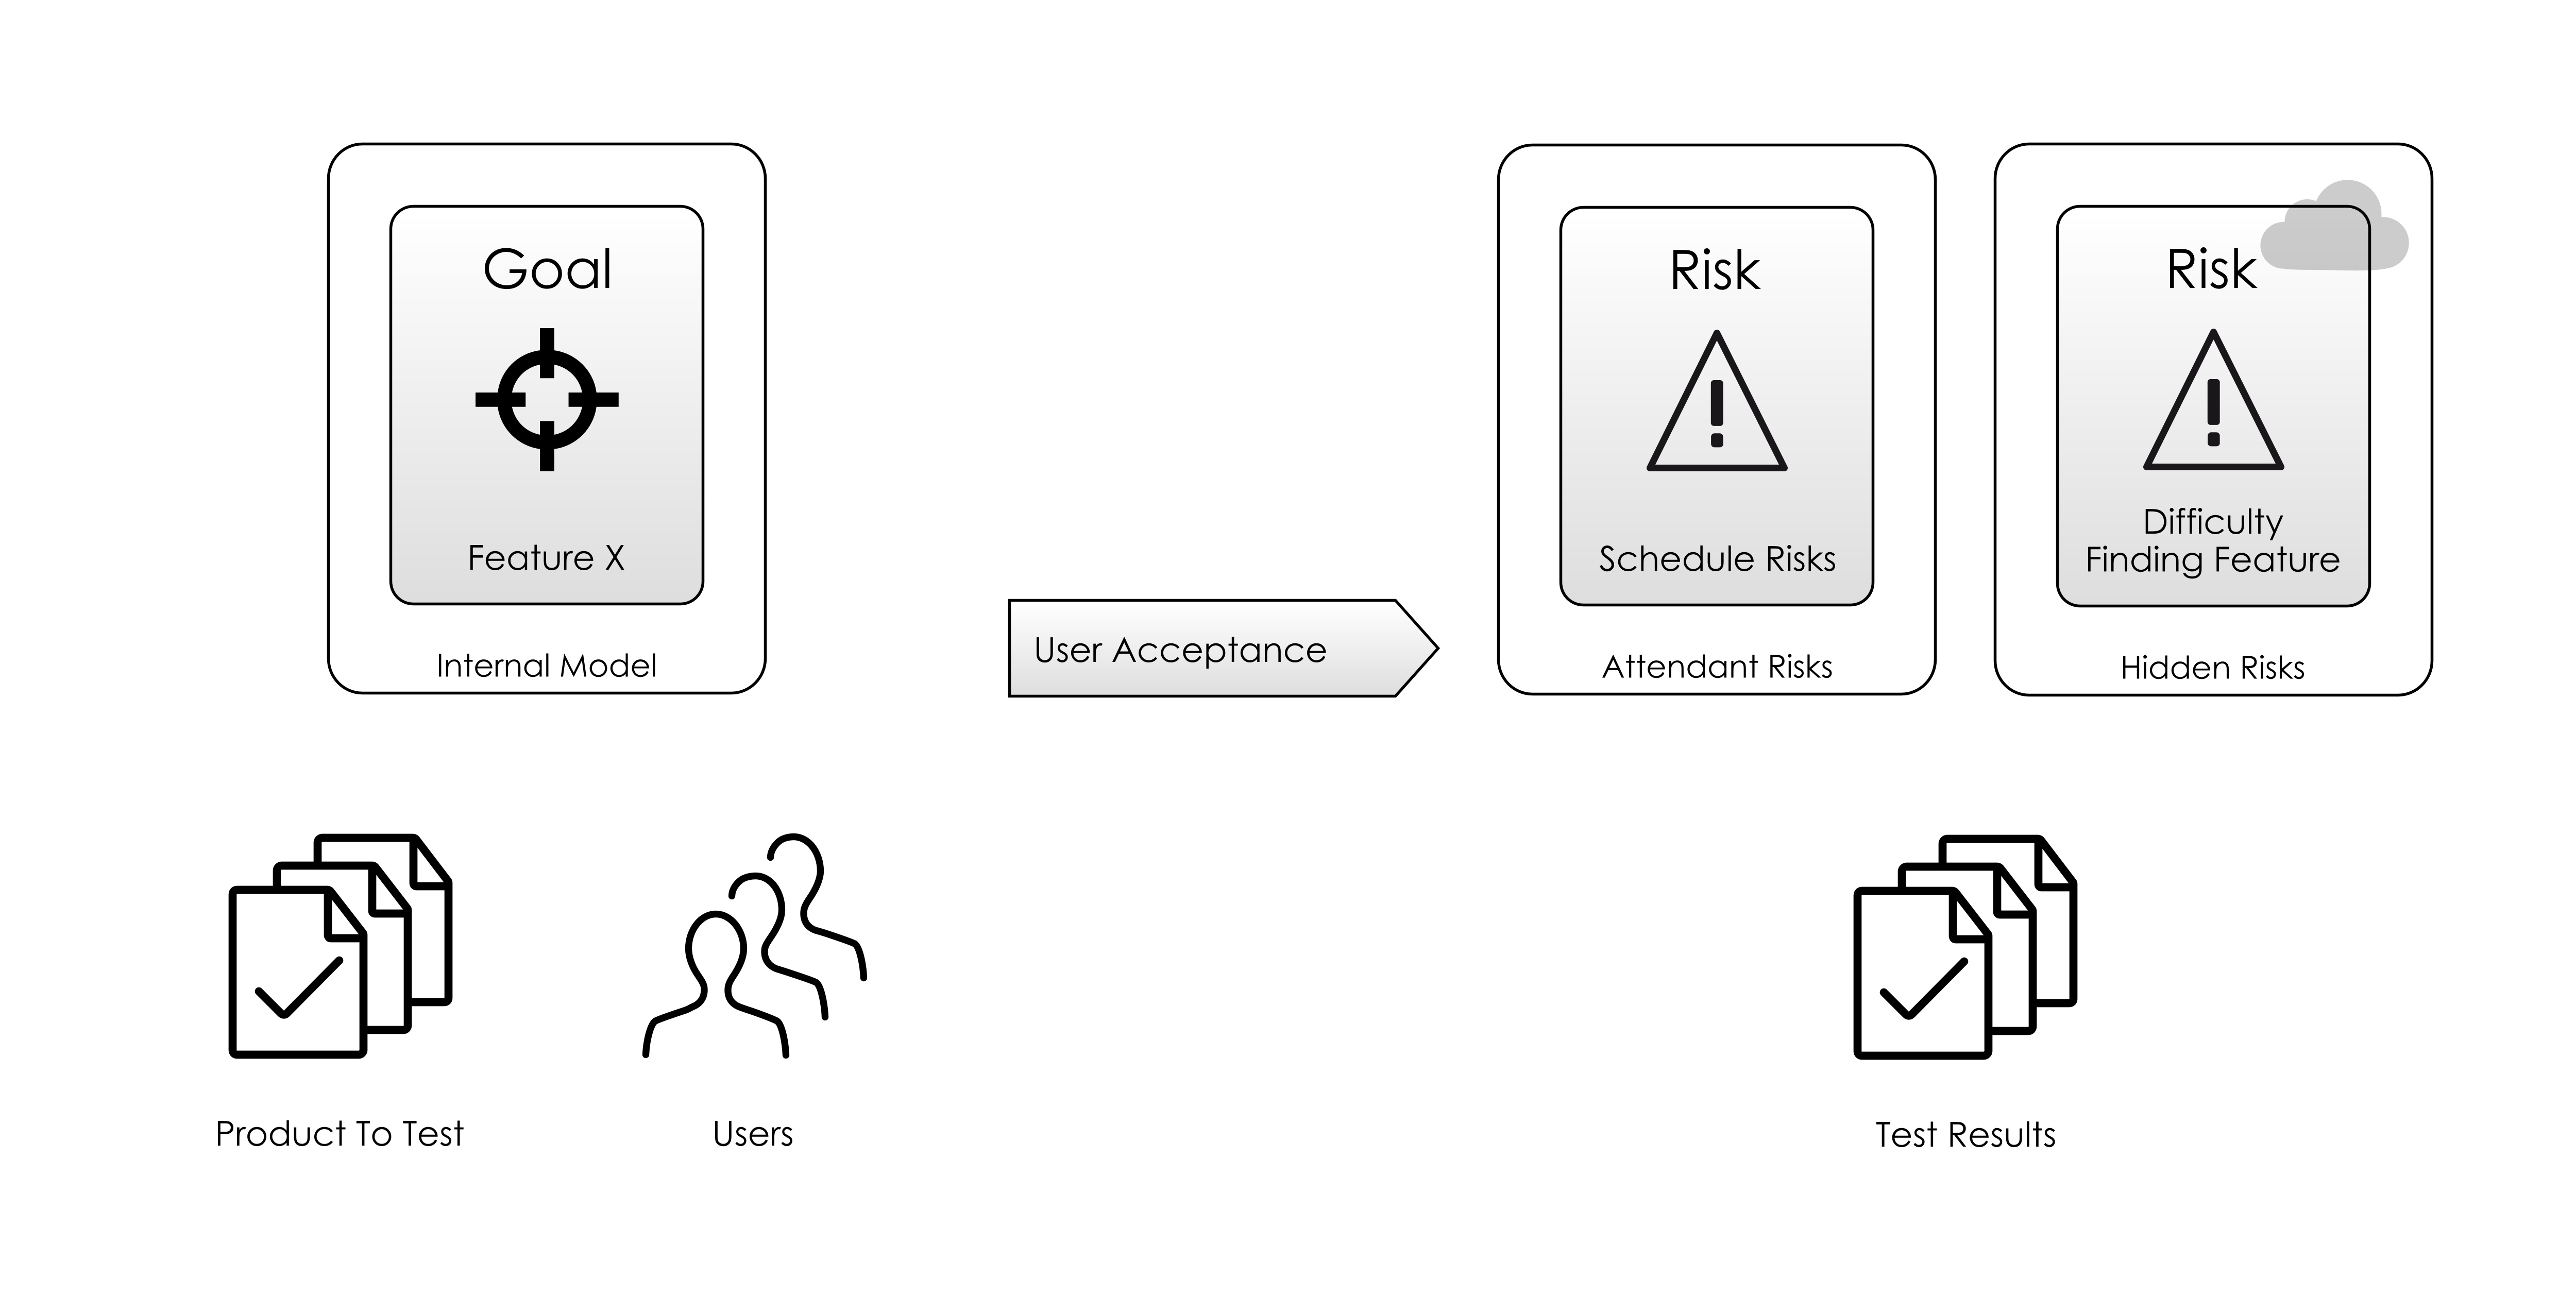 Goal
Feature X
Internal Model
User Acceptance
Risk
Schedule Risks
Attendant Risks
Risk
Difficulty
Finding Feature
Hidden Risks
Product To Test
Users
Test Results